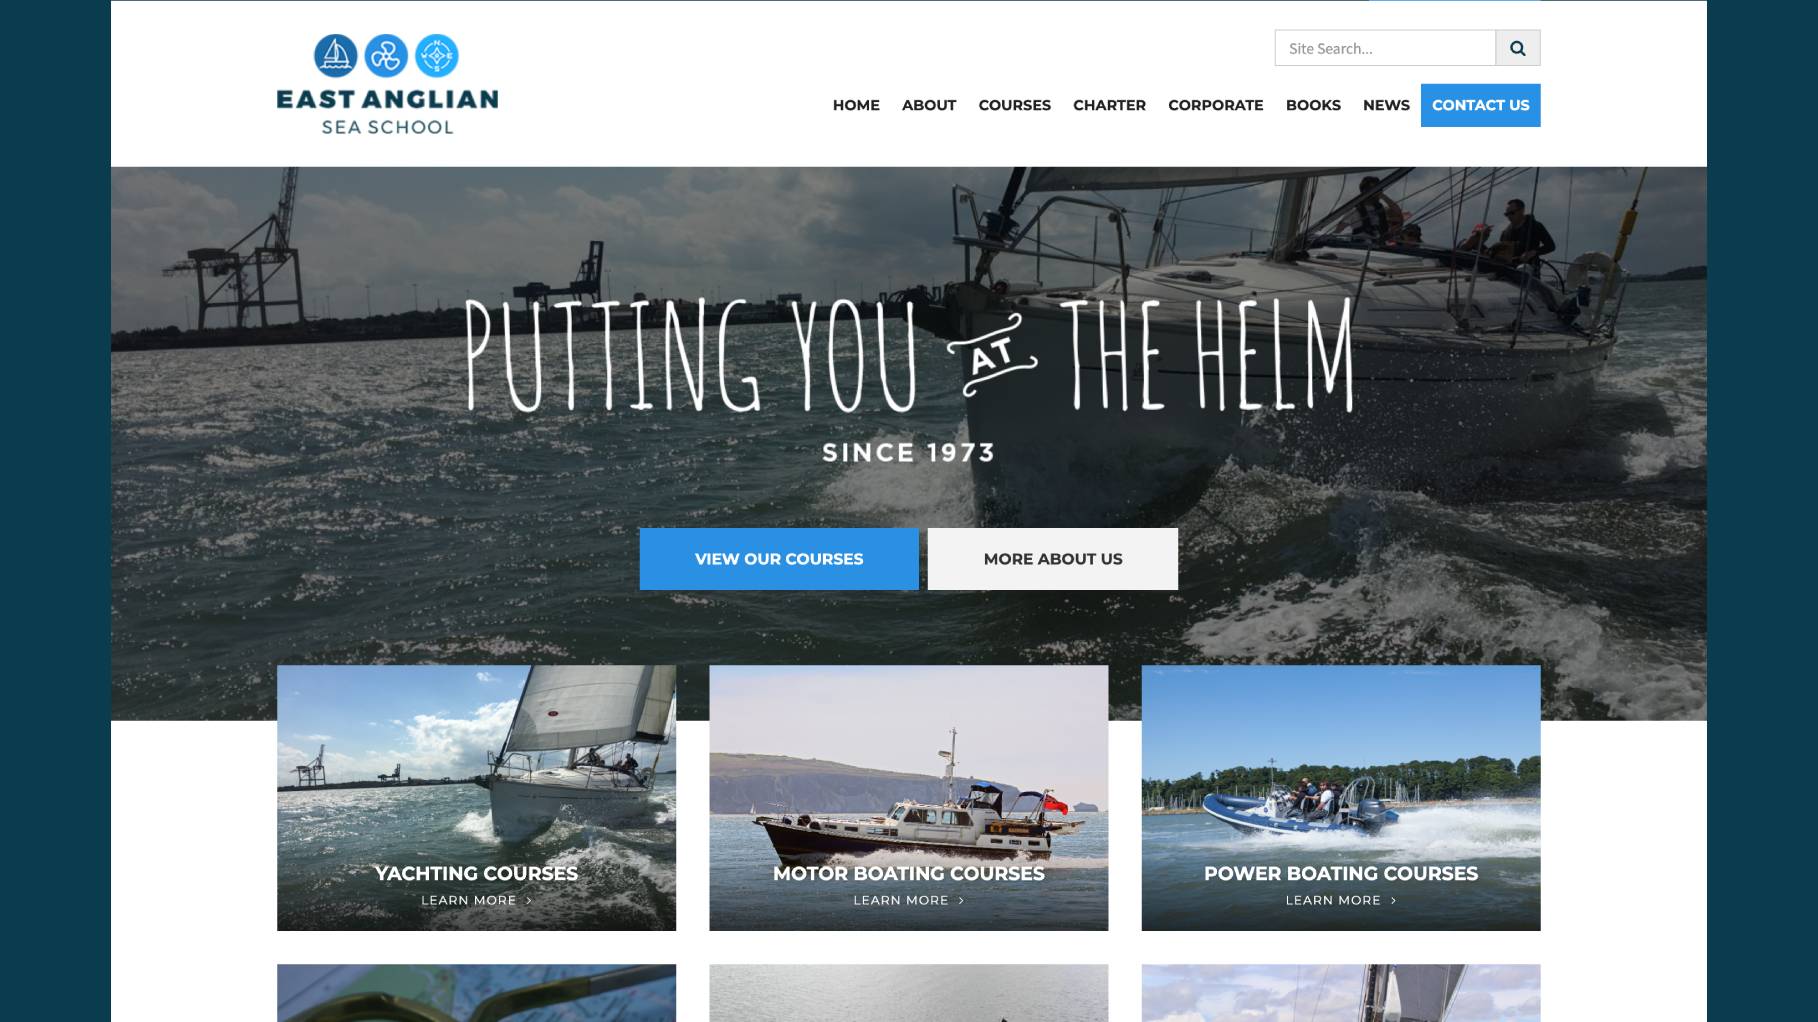 EAST ANGLIAN
SEA SCHOOL
Site Search...
HOME ABOUT COURSES CHARTER CORPORATE BOOKS NEWS CONTACT US
PUTTING YOU AT THE HELM
SINCE 1973
VIEW OUR COURSES MORE ABOUT US
YACHTING COURSES
LEARN MORE >
MOTOR BOATING COURSES
LEARN MORE >
POWER BOATING COURSES
LEARN MORE >